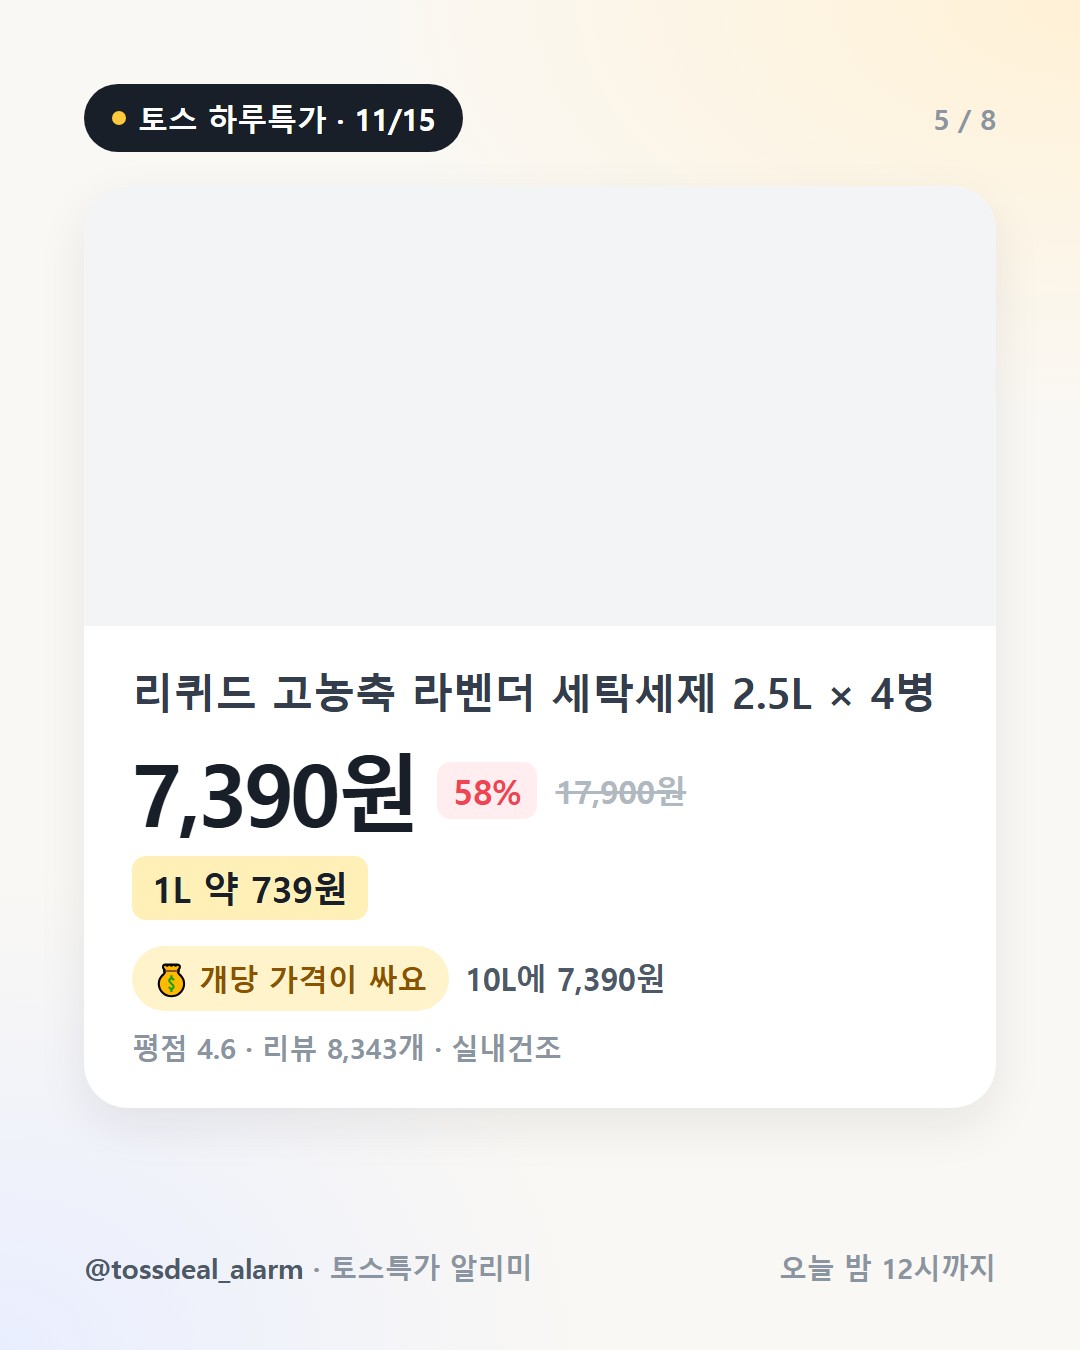 토스 하루특가 · 11/15
5 / 8
리퀴드 고농축 라벤더 세탁세제 2.5L × 4병
7,390원 58% 17,900원
1L 약 739원
개당 가격이 싸요 10L에 7,390원
평점 4.6 · 리뷰 8,343개 · 실내건조
@tossdeal_alarm · 토스특가 알리미
오늘 밤 12시까지